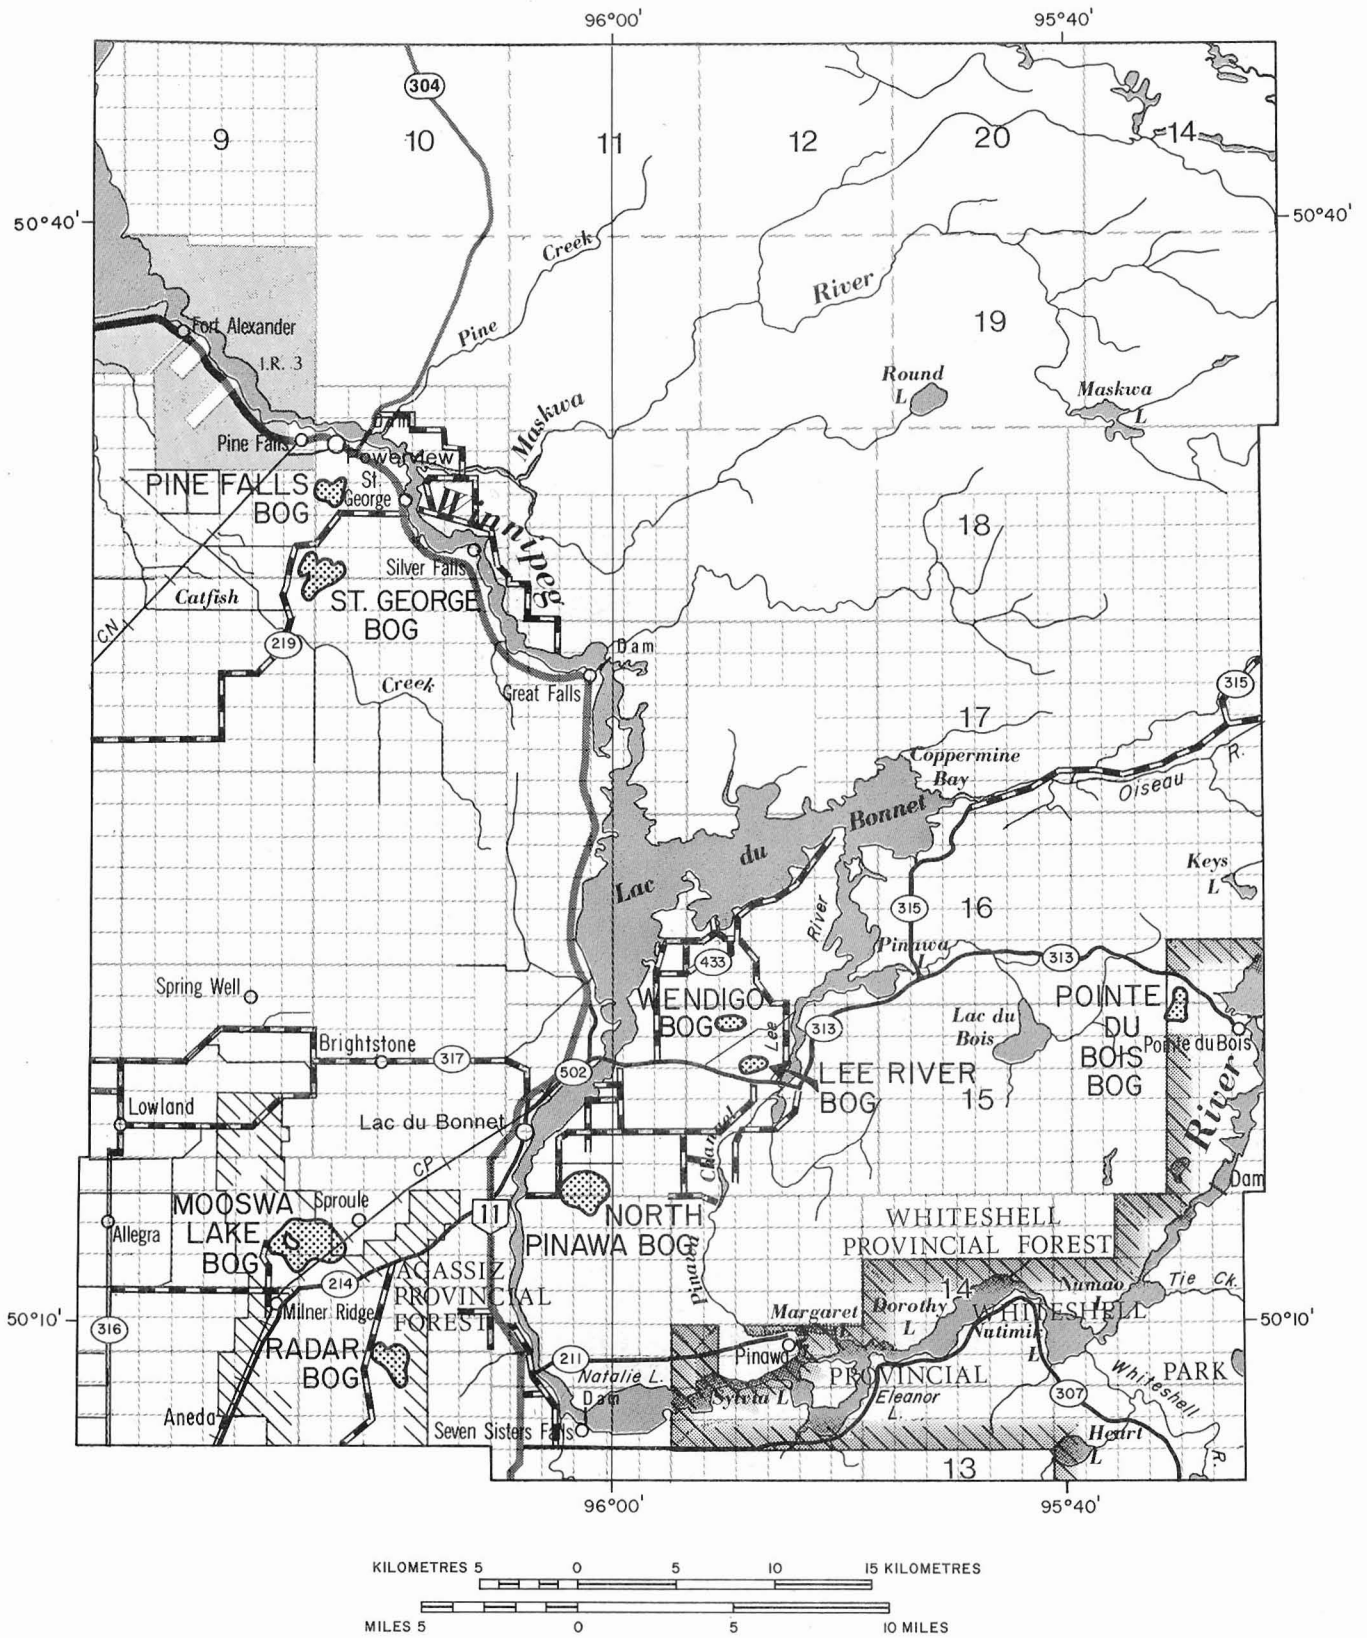 96°00'
95°40'
304
9
10
11
12
20
14
50°40'
50°40'
Creek
River
Pine
19
Fort Alexander
I.R. 3
Round
L
Maskwa
L
Maskwa
Dam
Pine Falls
Powerview
St.
George
PINE FALLS
BOG
Winnipeg
18
Silver Falls
Catfish
ST. GEORGE
BOG
CN
219
Dam
Creek
Great Falls
315
17
Coppermine
Bay
Oiseau
R.
Bonnet
du
Lac
Keys
L
315
16
River
Pinawa
433
313
Spring Well
WENDIGO
BOG
POINTE
DU
BOIS
BOG
Lac du
Bois
313
Lee
Pointe du Bois
Brightstone
317
502
LEE RIVER
BOG
15
Lowland
Lac du Bonnet
Channel
River
CP
Dam
MOOSWA
LAKE
BOG
Sproule
11
NORTH
PINAWA BOG
WHITESHELL
PROVINCIAL FOREST
Allegra
214
AGASSIZ
PROVINCIAL
FOREST
Pinawa
14
Numao
L
Tie Ck.
Milner Ridge
Margaret
L
Dorothy
L
WHITESHELL
50°10'
316
50°10'
RADAR
BOG
211
Pinawa
Nutimik
L
Natalie L.
PROVINCIAL
PARK
Whiteshell
R.
Dam
Sylvia L
Eleanor
L.
307
Aneda
Seven Sisters Falls
Heart
L
13
96°00'
95°40'
KILOMETRES 5 0 5 10 15 KILOMETRES
MILES 5 0 5 10 MILES